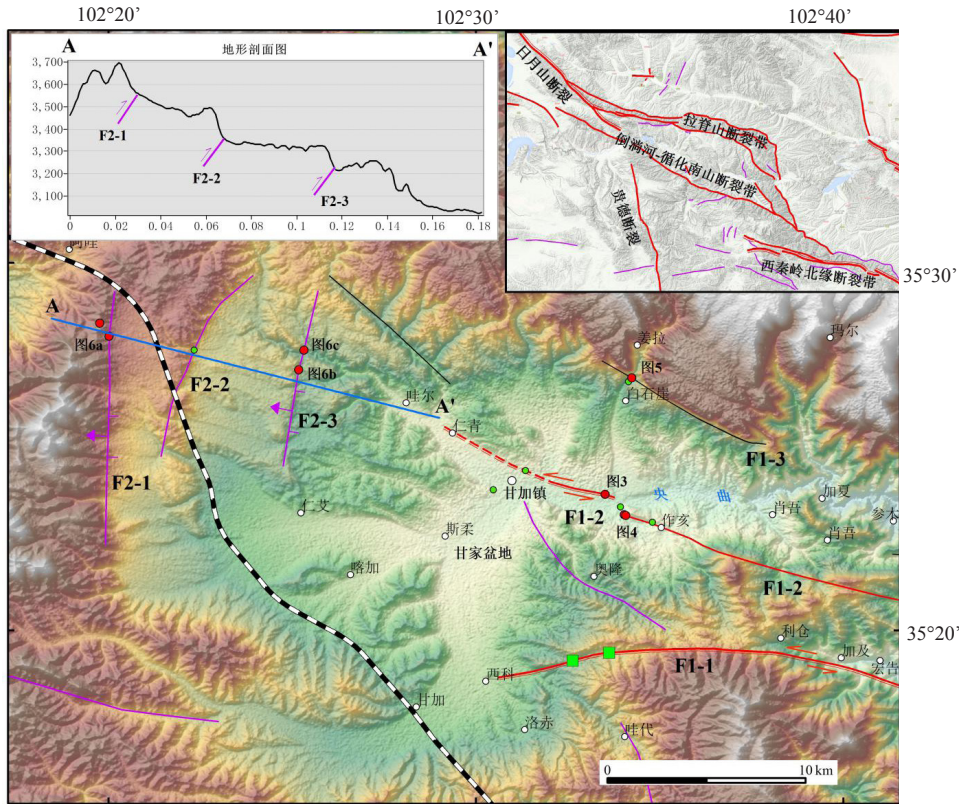 102°20'
102°30'
102°40'
A
地形剖面图
A'
3,700
3,600
3,500
3,400
3,300
3,200
3,100
F2-1
F2-2
F2-3
0
0.02
0.04
0.06
0.08
0.1
0.12
0.14
0.16
0.18
日月山断裂
拉脊山断裂带
倒淌河-循化南山断裂带
贵德断裂
西秦岭北缘断裂带
35°30'
A
图6a
F2-2
图6c
图6b
F2-3
A'
哇尔
仁青
姜拉
图5
白石崖
玛尔
F1-3
F2-1
仁艾
甘加镇
图3
央曲
加夏
F1-2
图4
作亥
肖吾
参木
肖吾
斯柔
甘家盆地
略加
奥隆
F1-2
35°20'
利仓
加及
宏告
F1-1
西科
甘加
洛赤
哇代
0
10 km